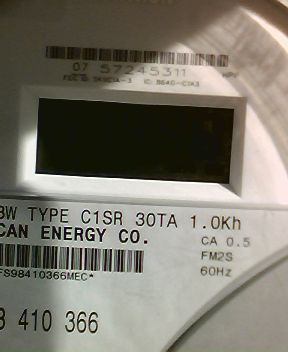 07 57245311
3W TYPE C1SR 30TA 1.0Kh
CAN ENERGY CO.
CA 0.5
FM2S
60Hz
FS98410366MEC*
410 366